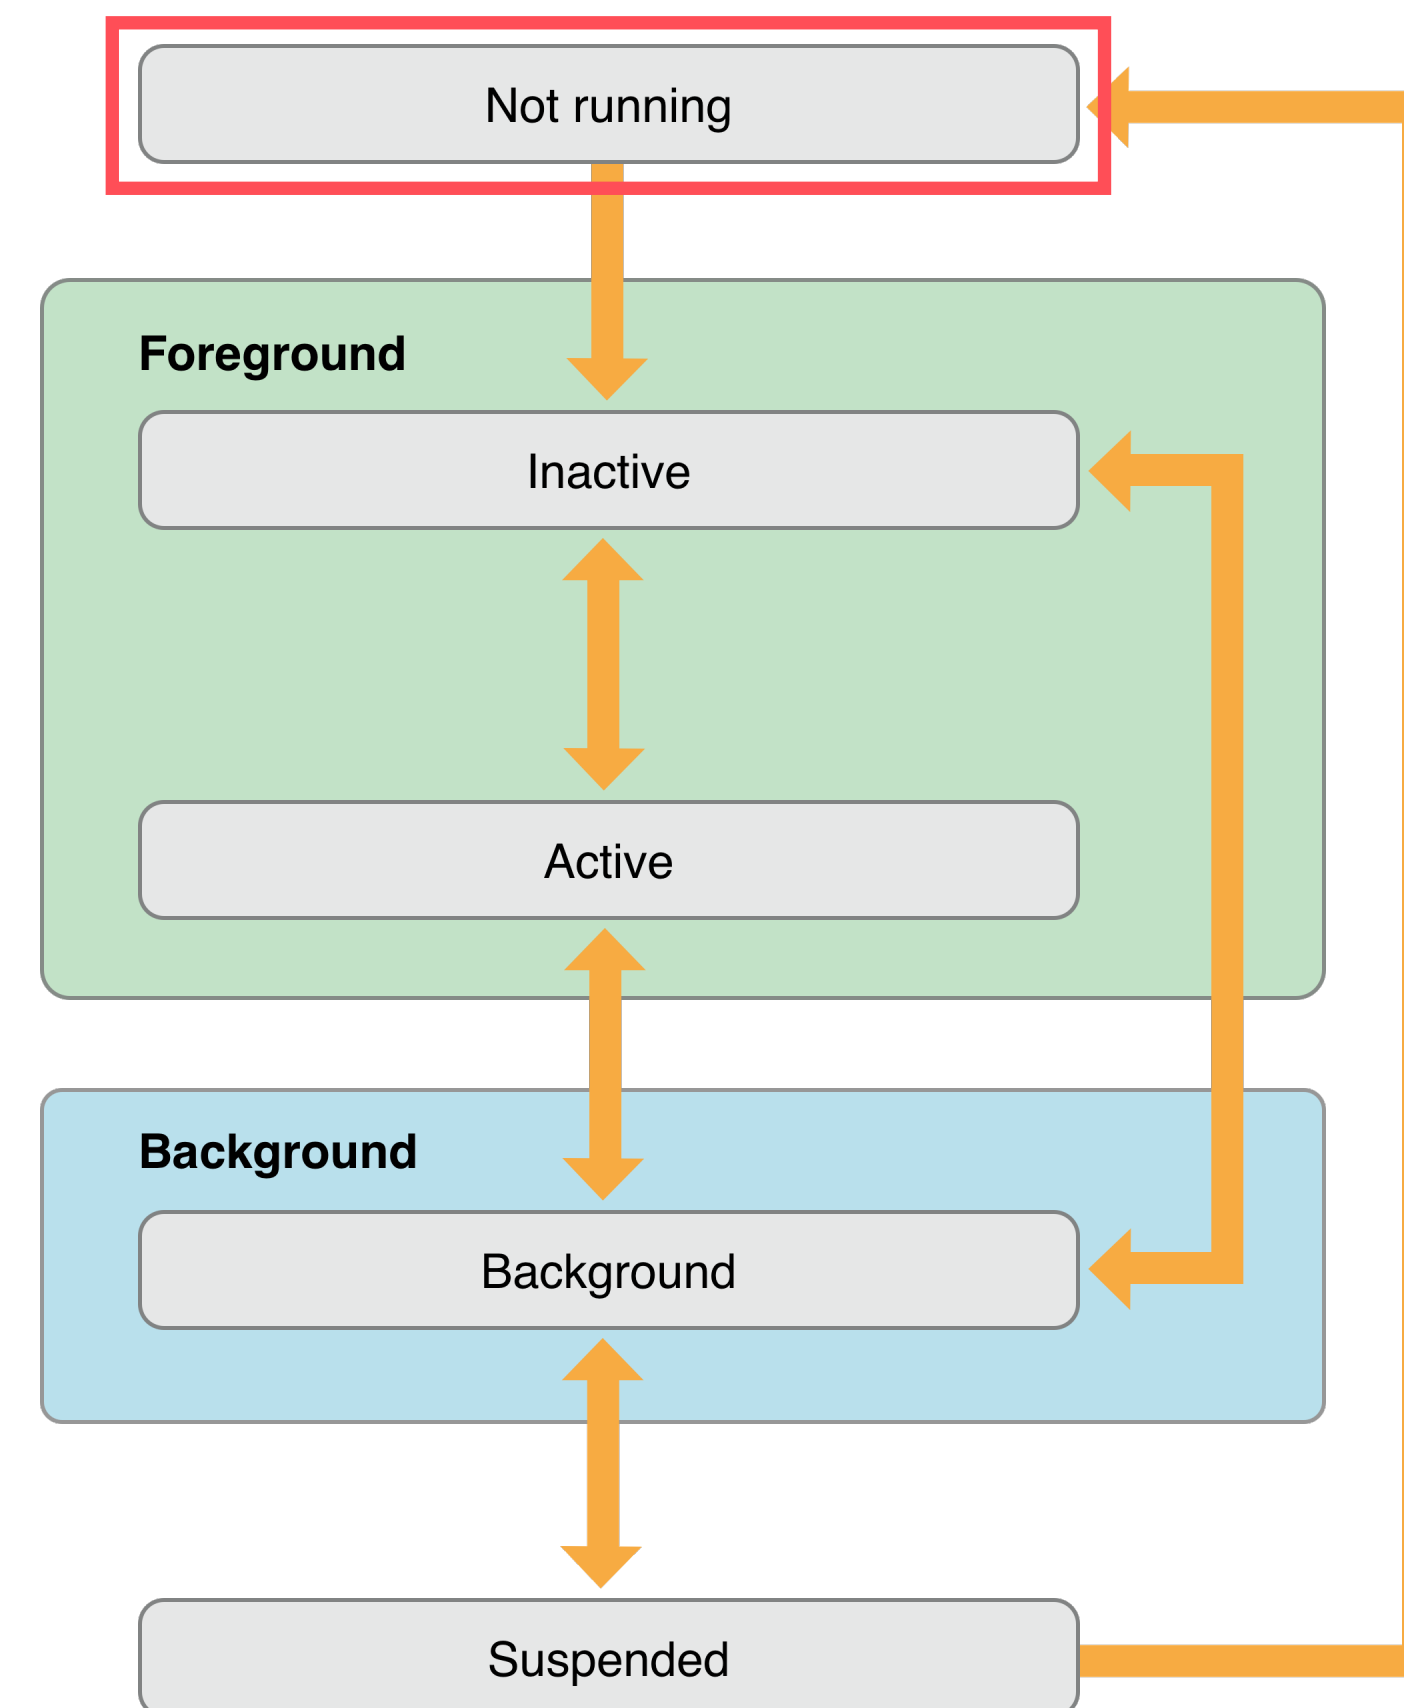 Not running
Foreground
Inactive
Active
Background
Background
Suspended